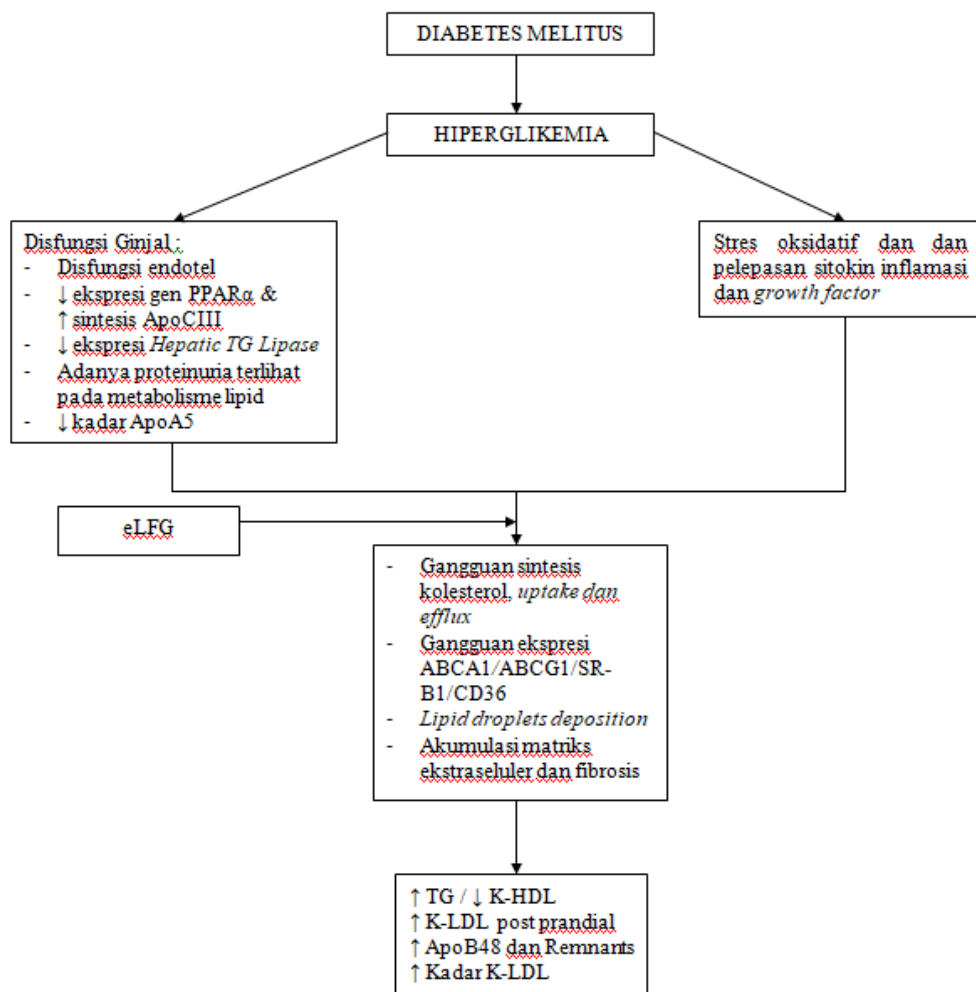 DIABETES MELITUS
HIPERGLIKEMIA
Disfungsi Ginjal :
- Disfungsi endotel
- ↓ ekspresi gen PPARα &
↑ sintesis ApoCIII
- ↓ ekspresi Hepatic TG Lipase
- Adanya proteinuria terlihat
pada metabolisme lipid
- ↓ kadar ApoA5
Stres oksidatif dan dan
pelepasan sitokin inflamasi
dan growth factor
eLFG
- Gangguan sintesis
kolesterol, uptake dan
efflux
- Gangguan ekspresi
ABCA1/ABCG1/SR-
B1/CD36
- Lipid droplets deposition
- Akumulasi matriks
ekstraseluler dan fibrosis
↑ TG / ↓ K-HDL
↑ K-LDL post prandial
↑ ApoB48 dan Remnants
↑ Kadar K-LDL